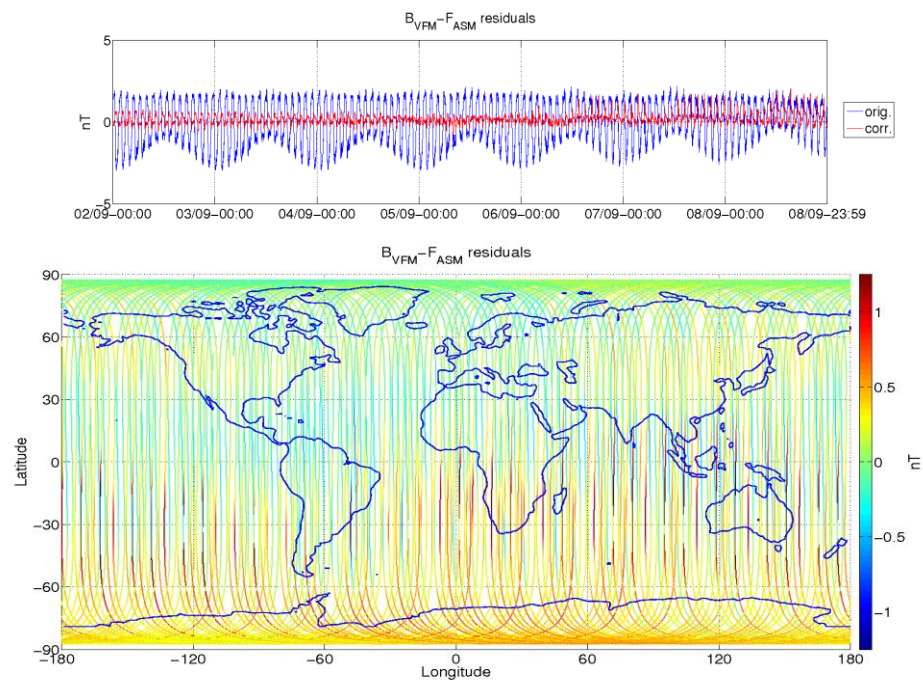 B_VFM−F_ASM residuals
5
0
−5
nT
orig.
corr.
02/09−00:00 03/09−00:00 04/09−00:00 05/09−00:00 06/09−00:00 07/09−00:00 08/09−00:00 08/09−23:59
B_VFM−F_ASM residuals
90
60
30
0
−30
−60
−90
Latitude
−180 −120 −60 0 60 120 180
Longitude
1
0.5
0
−0.5
−1
nT